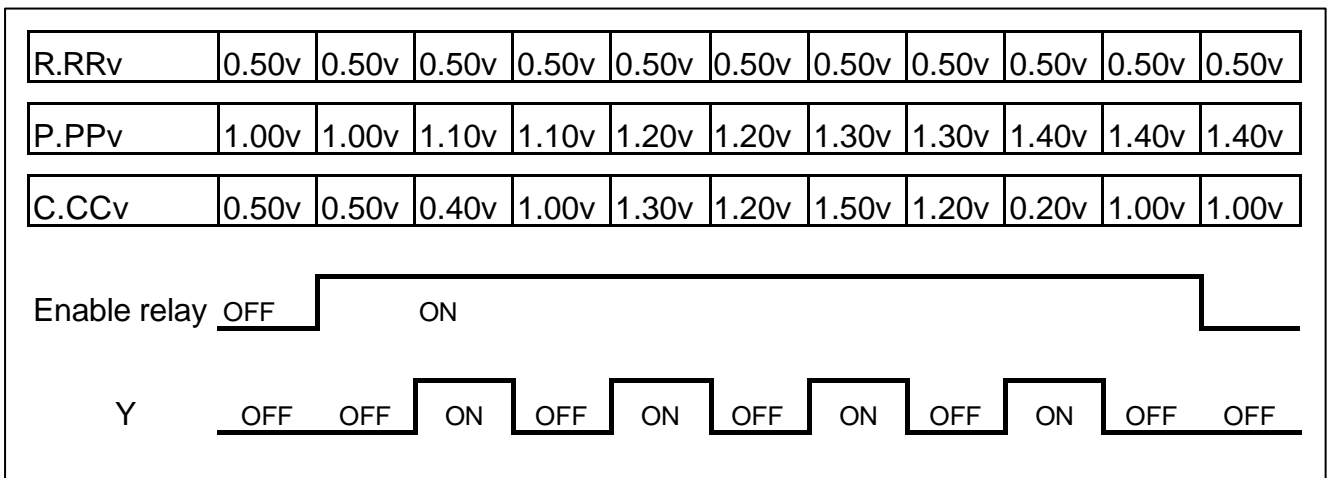 R.RRv 0.50v 0.50v 0.50v 0.50v 0.50v 0.50v 0.50v 0.50v 0.50v 0.50v 0.50v
P.PPv 1.00v 1.00v 1.10v 1.10v 1.20v 1.20v 1.30v 1.30v 1.40v 1.40v 1.40v
C.CCv 0.50v 0.50v 0.40v 1.00v 1.30v 1.20v 1.50v 1.20v 0.20v 1.00v 1.00v
Enable relay OFF ON
Y OFF OFF ON OFF ON OFF ON OFF ON OFF OFF